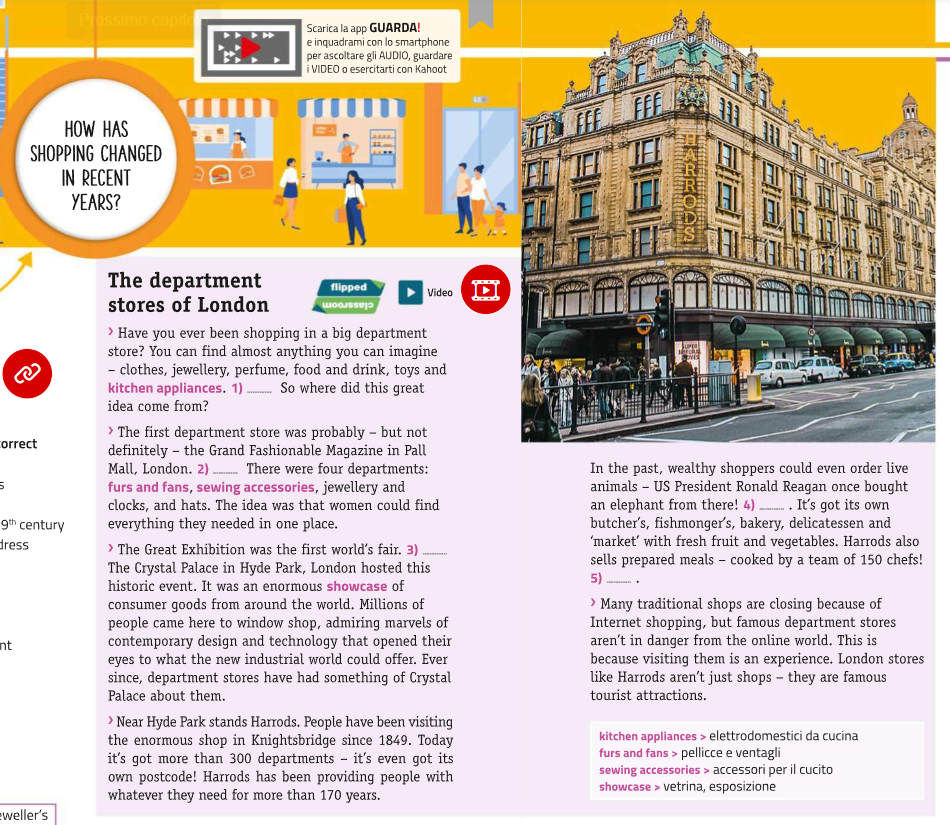 Prossimo capitolo
Scarica la app GUARDA!
e inquadrami con lo smartphone
per ascoltare gli AUDIO, guardare
i VIDEO o esercitarti con Kahoot
HOW HAS
SHOPPING CHANGED
IN RECENT
YEARS?
The department
stores of London
flipped
classroom
Video
› Have you ever been shopping in a big department
store? You can find almost anything you can imagine
– clothes, jewellery, perfume, food and drink, toys and
kitchen appliances. 1) ............ So where did this great
idea come from?
› The first department store was probably – but not
definitely – the Grand Fashionable Magazine in Pall
Mall, London. 2) ............ There were four departments:
furs and fans, sewing accessories, jewellery and
clocks, and hats. The idea was that women could find
everything they needed in one place.
› The Great Exhibition was the first world's fair. 3) ............
The Crystal Palace in Hyde Park, London hosted this
historic event. It was an enormous showcase of
consumer goods from around the world. Millions of
people came here to window shop, admiring marvels of
contemporary design and technology that opened their
eyes to what the new industrial world could offer. Ever
since, department stores have had something of Crystal
Palace about them.
› Near Hyde Park stands Harrods. People have been visiting
the enormous shop in Knightsbridge since 1849. Today
it's got more than 300 departments – it's even got its
own postcode! Harrods has been providing people with
whatever they need for more than 170 years.
HARRODS
In the past, wealthy shoppers could even order live
animals – US President Ronald Reagan once bought
an elephant from there! 4) ............ . It's got its own
butcher's, fishmonger's, bakery, delicatessen and
'market' with fresh fruit and vegetables. Harrods also
sells prepared meals – cooked by a team of 150 chefs!
5) ............ .
› Many traditional shops are closing because of
Internet shopping, but famous department stores
aren't in danger from the online world. This is
because visiting them is an experience. London stores
like Harrods aren't just shops – they are famous
tourist attractions.
kitchen appliances > elettrodomestici da cucina
furs and fans > pellicce e ventagli
sewing accessories > accessori per il cucito
showcase > vetrina, esposizione
orrect
s
9th century
dress
nt
eweller's